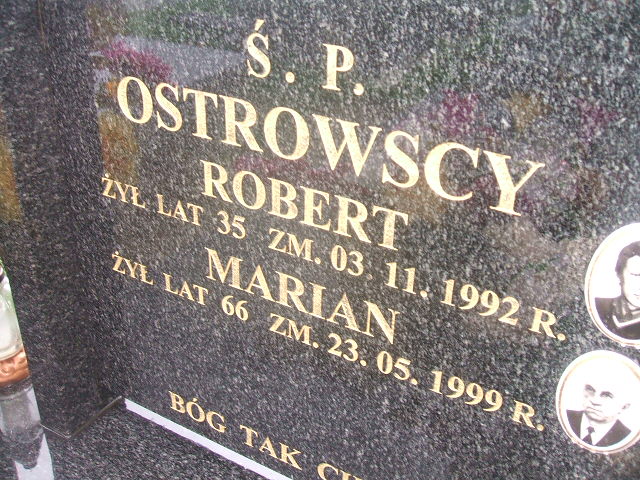 Ś. P.
OSTROWSCY
ROBERT
ŻYŁ LAT 35 ZM. 03. 11. 1992 R.
MARIAN
ŻYŁ LAT 66 ZM. 23. 05. 1999 R.
BÓG TAK